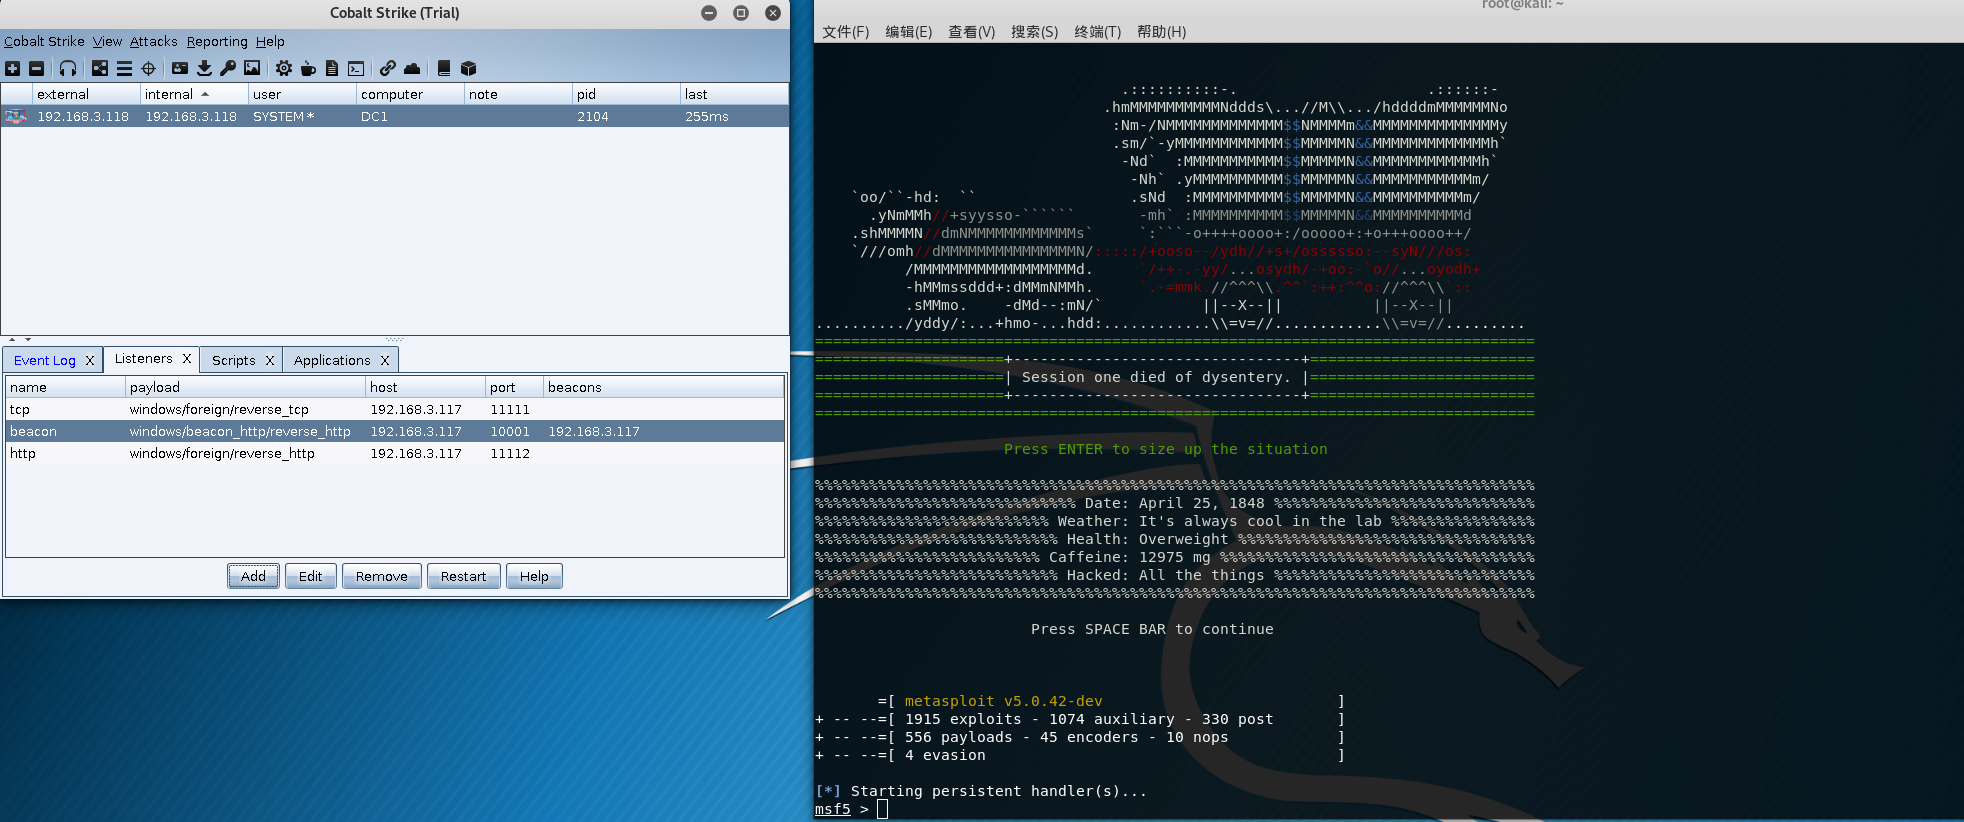 Cobalt Strike (Trial)
Cobalt Strike View Attacks Reporting Help
external internal user computer note pid last
192.168.3.118 192.168.3.118 SYSTEM * DC1 2104 255ms
Event Log X Listeners X Scripts X Applications X
name payload host port beacons
tcp windows/foreign/reverse_tcp 192.168.3.117 11111
beacon windows/beacon_http/reverse_http 192.168.3.117 10001 192.168.3.117
http windows/foreign/reverse_http 192.168.3.117 11112
Add Edit Remove Restart Help
root@kali: ~
文件(F) 编辑(E) 查看(V) 搜索(S) 终端(T) 帮助(H)
Session one died of dysentery.
Press ENTER to size up the situation
Date: April 25, 1848
Weather: It's always cool in the lab
Health: Overweight
Caffeine: 12975 mg
Hacked: All the things
Press SPACE BAR to continue
=[ metasploit v5.0.42-dev ]
+ -- --=[ 1915 exploits - 1074 auxiliary - 330 post ]
+ -- --=[ 556 payloads - 45 encoders - 10 nops ]
+ -- --=[ 4 evasion ]
[*] Starting persistent handler(s)...
msf5 >